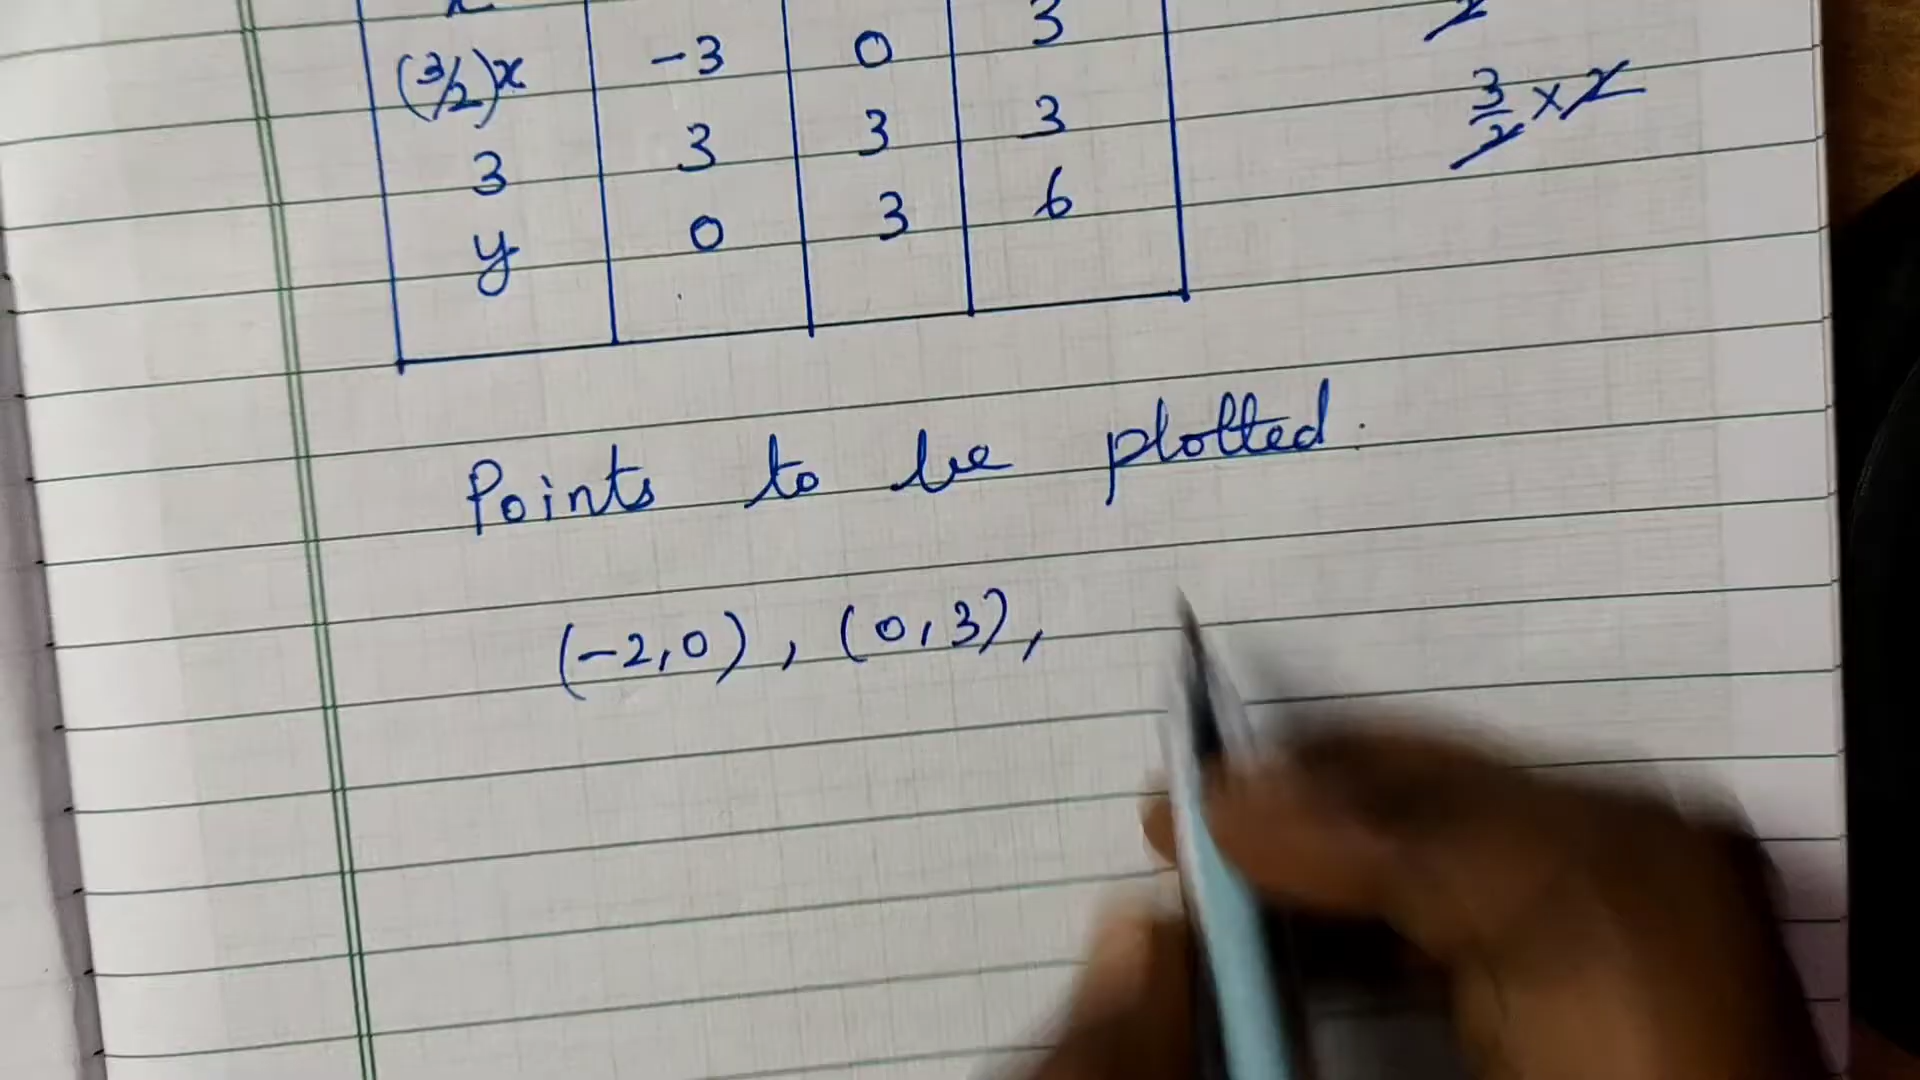 (3/2)x -3 0 3
3 3 3 3
y 0 3 6
3/2 × 2
Points to be plotted.
(-2,0), (0,3),